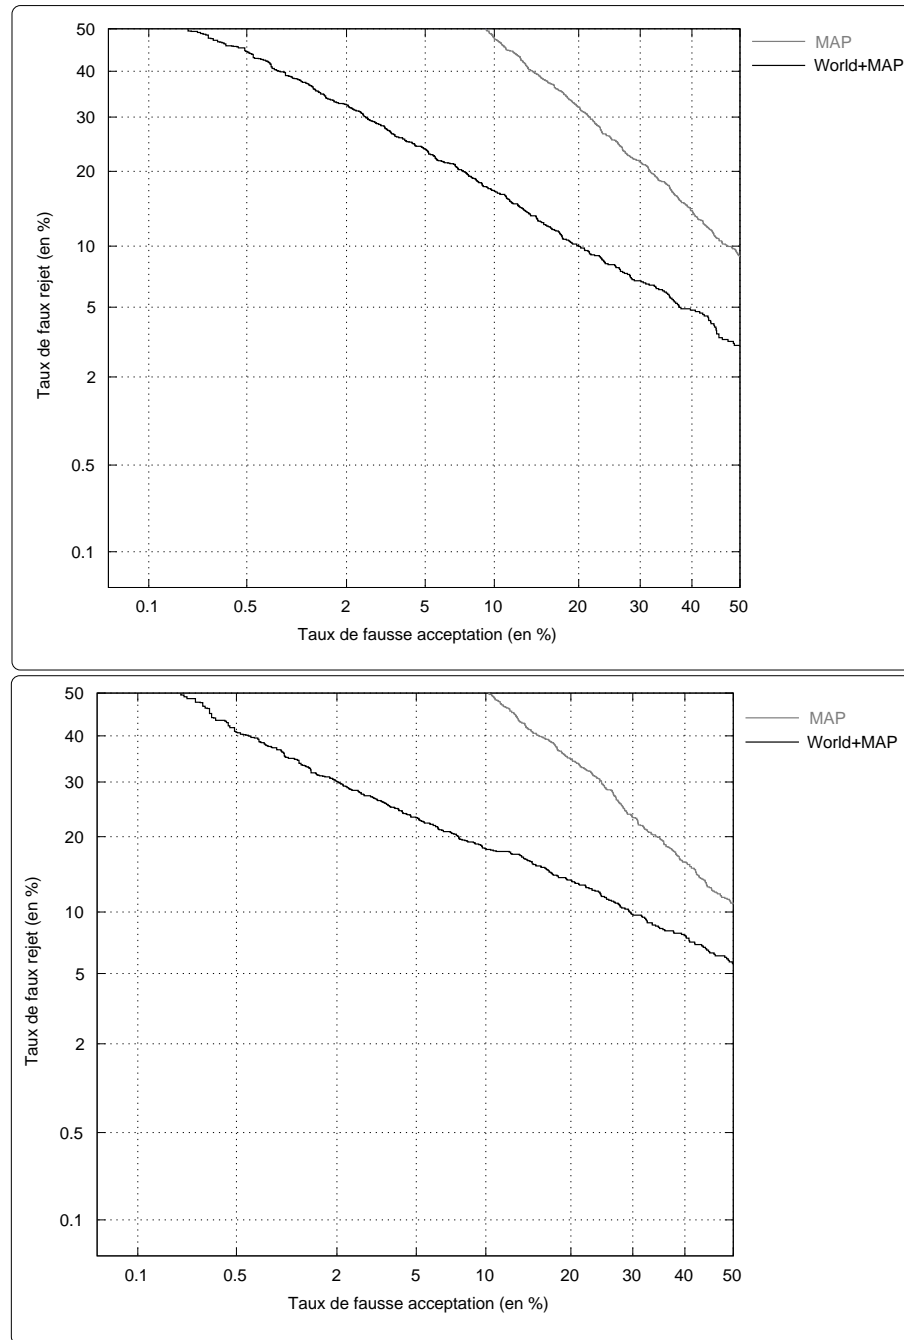 50
40
30
20
10
5
2
0.5
0.1
Taux de faux rejet (en %)
0.1 0.5 2 5 10 20 30 40 50
Taux de fausse acceptation (en %)
MAP
World+MAP
50
40
30
20
10
5
2
0.5
0.1
Taux de faux rejet (en %)
0.1 0.5 2 5 10 20 30 40 50
Taux de fausse acceptation (en %)
MAP
World+MAP